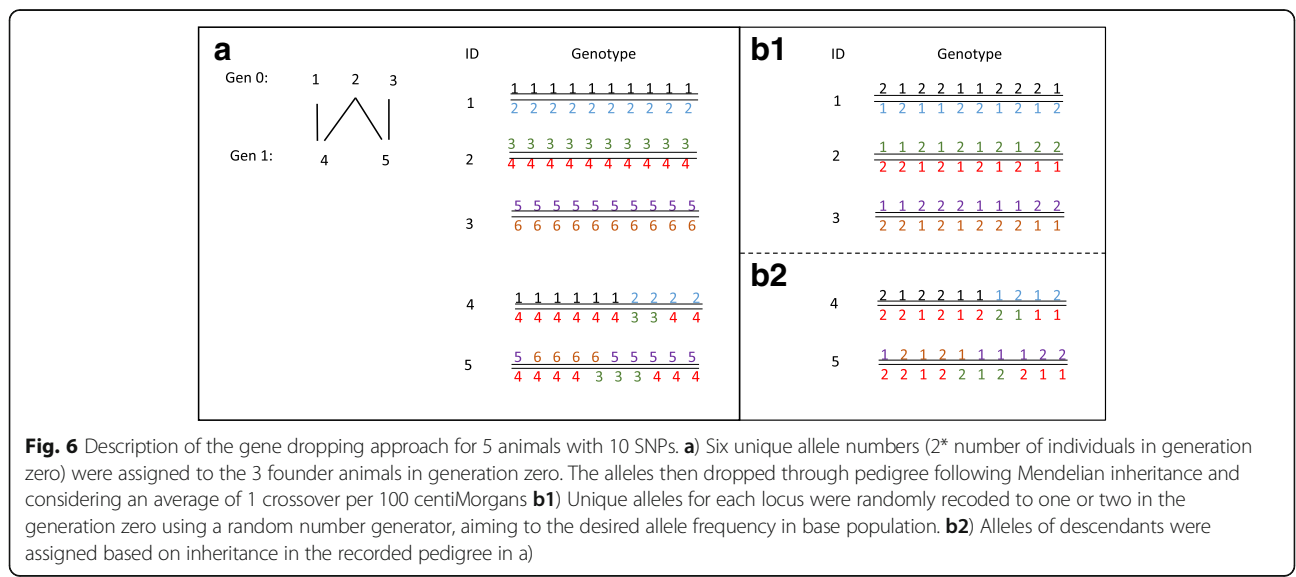 a
ID Genotype
Gen 0: 1 2 3
Gen 1: 4 5
1 1 1 1 1 1 1 1 1 1
1
2 2 2 2 2 2 2 2 2 2
3 3 3 3 3 3 3 3 3 3
2
4 4 4 4 4 4 4 4 4 4
5 5 5 5 5 5 5 5 5 5
3
6 6 6 6 6 6 6 6 6 6
1 1 1 1 1 1 2 2 2 2
4
4 4 4 4 4 4 3 3 4 4
5 6 6 6 6 5 5 5 5 5
5
4 4 4 4 3 3 3 4 4 4
b1
ID Genotype
2 1 2 2 1 1 2 2 2 1
1
1 2 1 1 2 1 1 2 1 2
1 1 2 1 2 1 2 1 2 2
2
2 2 1 2 1 2 1 2 1 1
1 1 2 2 2 1 1 1 2 2
3
2 2 1 2 1 2 2 2 1 1
b2
2 1 2 2 1 1 1 2 1 2
4
2 2 1 2 1 2 2 1 1 1
1 2 1 2 1 1 1 1 2 2
5
2 2 1 2 2 1 2 2 1 1
Fig. 6 Description of the gene dropping approach for 5 animals with 10 SNPs. a) Six unique allele numbers (2* number of individuals in generation
zero) were assigned to the 3 founder animals in generation zero. The alleles then dropped through pedigree following Mendelian inheritance and
considering an average of 1 crossover per 100 centiMorgans b1) Unique alleles for each locus were randomly recoded to one or two in the
generation zero using a random number generator, aiming to the desired allele frequency in base population. b2) Alleles of descendants were
assigned based on inheritance in the recorded pedigree in a)